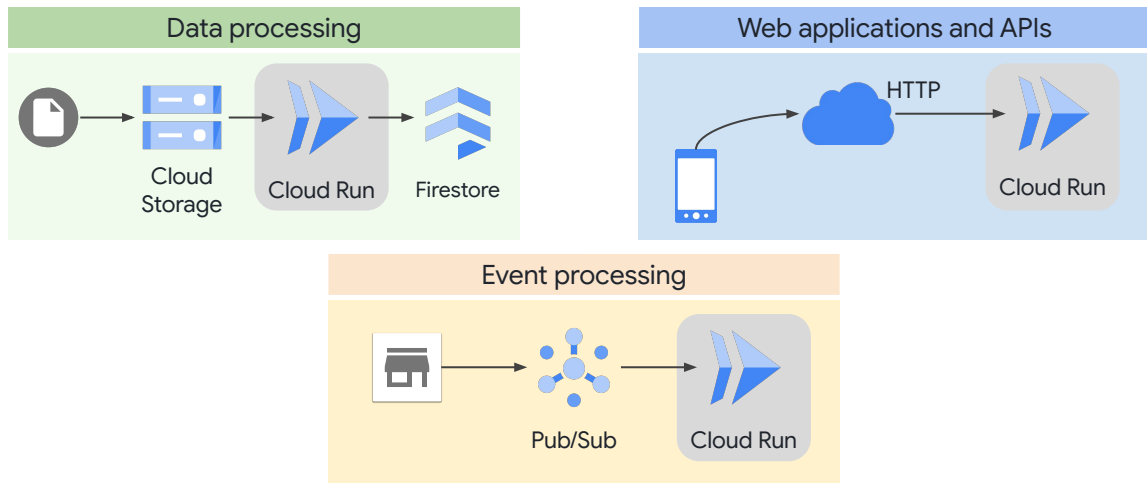 Data processing
Cloud
Storage
Cloud Run
Firestore
Web applications and APIs
HTTP
Cloud Run
Event processing
Pub/Sub
Cloud Run